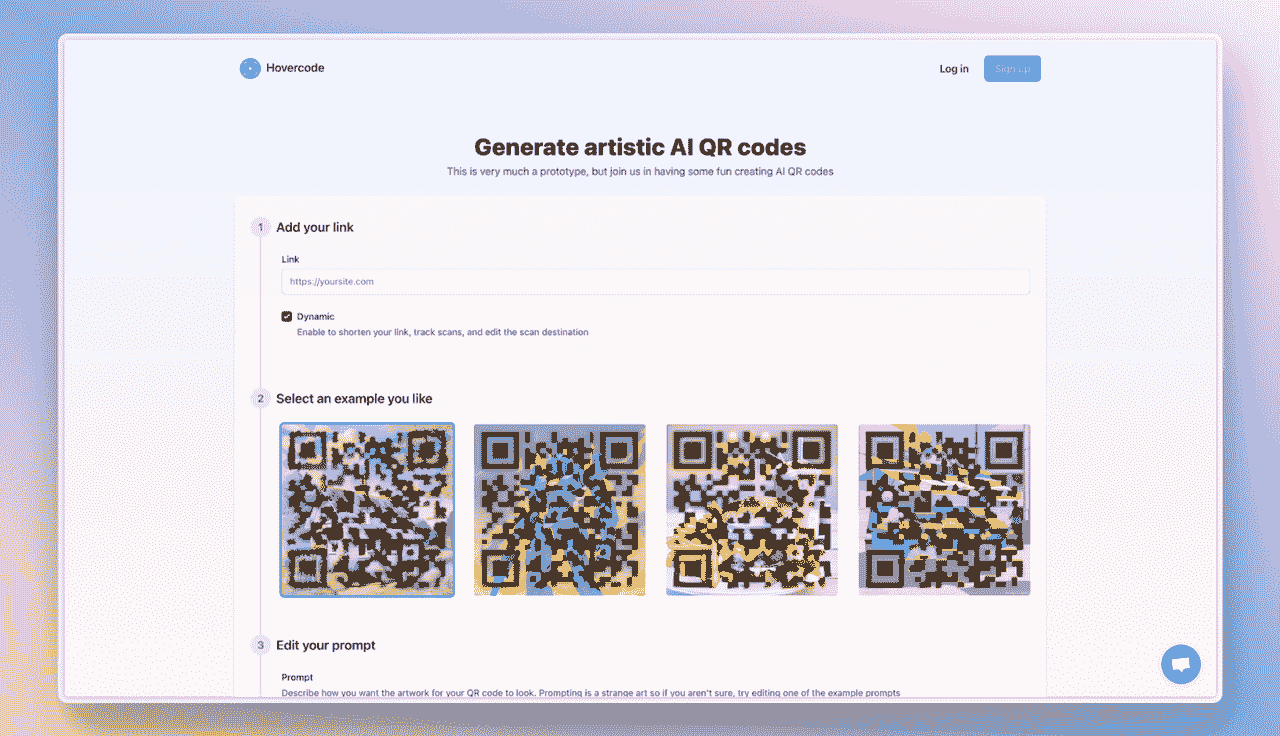 Hovercode
Log in
Sign up
Generate artistic AI QR codes
This is very much a prototype, but join us in having some fun creating AI QR codes
1 Add your link
Link
https://yoursite.com
Dynamic
Enable to shorten your link, track scans, and edit the scan destination
2 Select an example you like
3 Edit your prompt
Prompt
Describe how you want the artwork for your QR code to look. Prompting is a strange art so if you aren't sure, try editing one of the example prompts